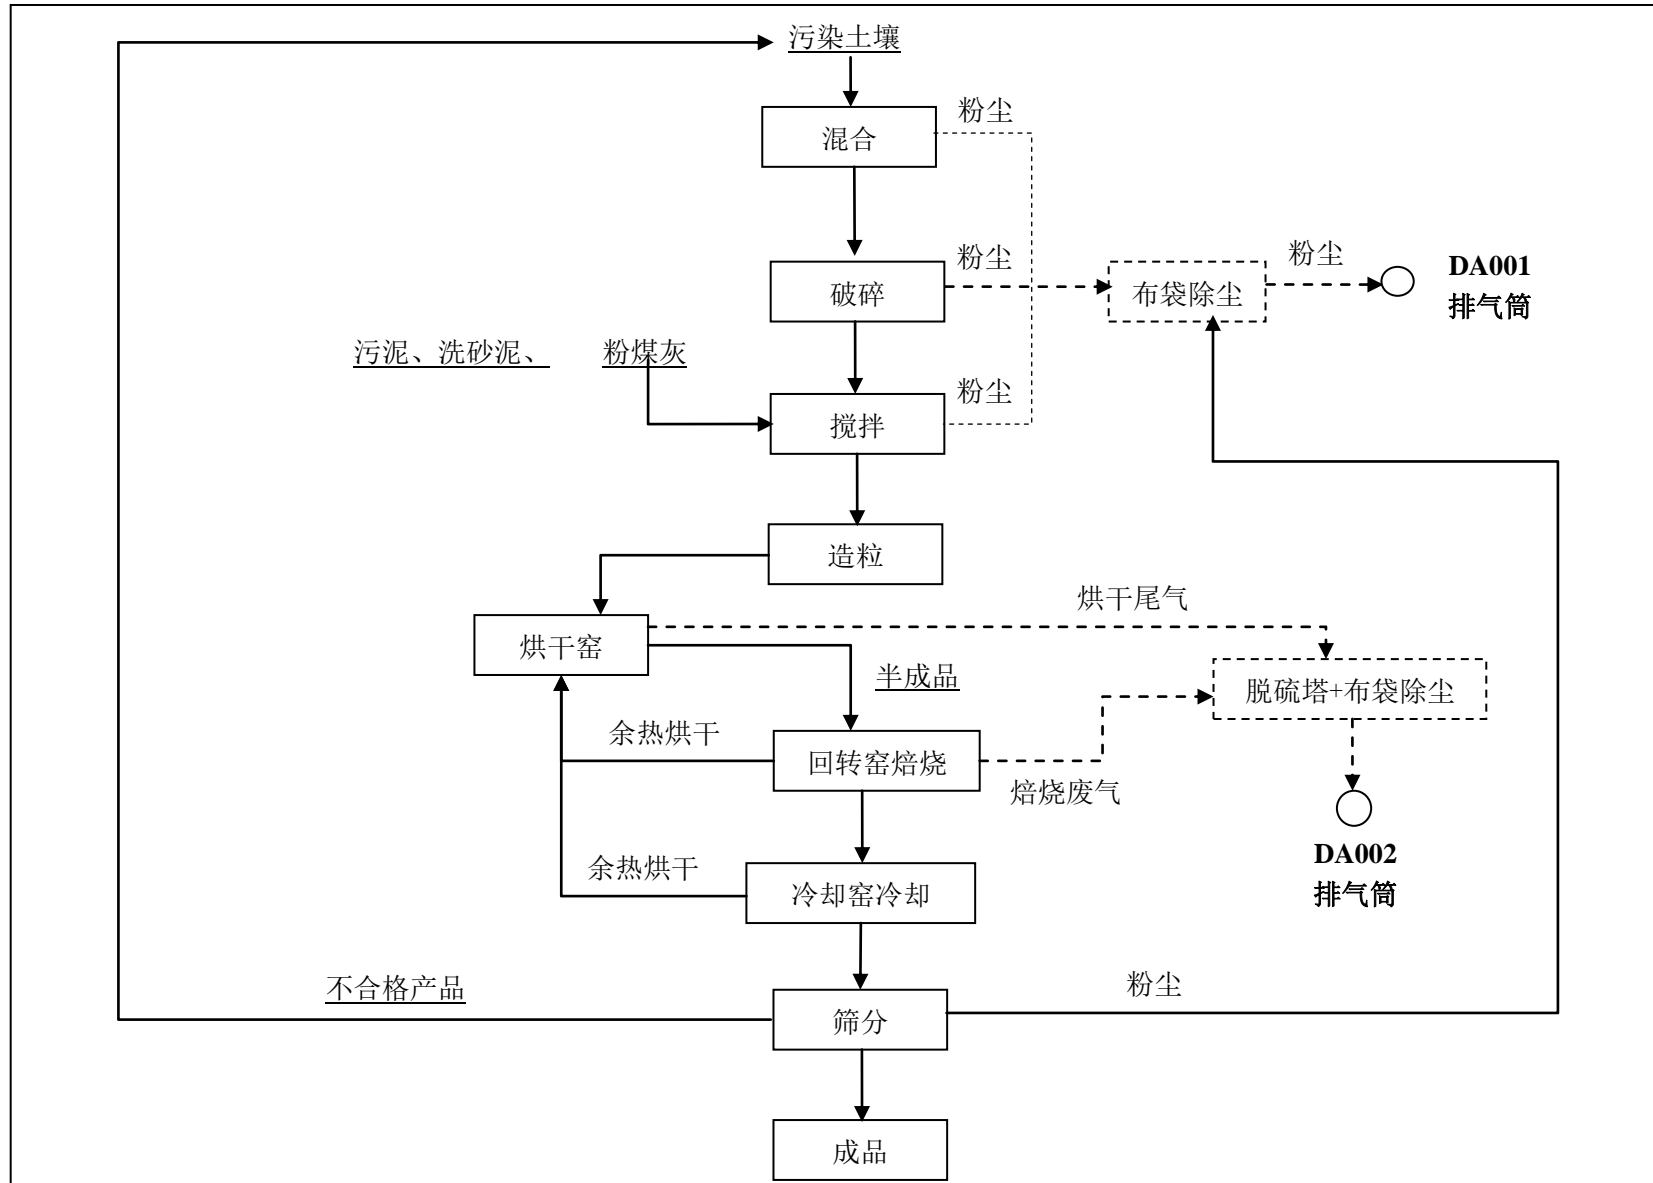 污染土壤
粉尘
混合
粉尘
粉尘
DA001
排气筒
破碎
布袋除尘
污泥、洗砂泥、
粉煤灰
粉尘
搅拌
造粒
烘干尾气
烘干窑
半成品
脱硫塔+布袋除尘
余热烘干
回转窑焙烧
焙烧废气
DA002
排气筒
余热烘干
冷却窑冷却
不合格产品
粉尘
筛分
成品